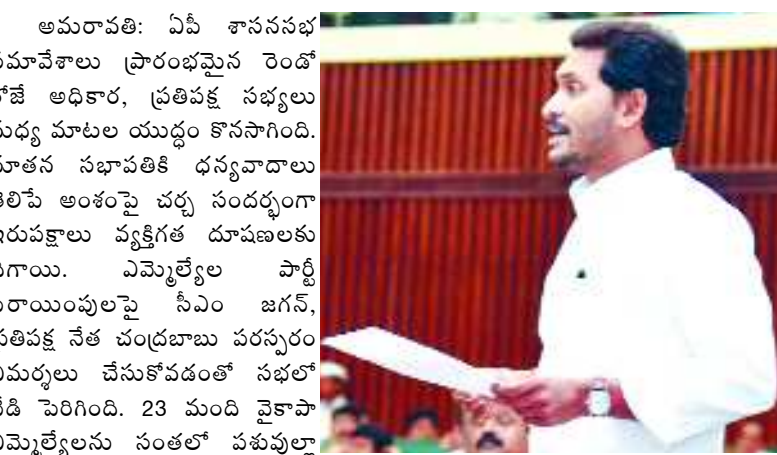 అమరావతి: ఏపీ శాసనసభ
సమావేశాలు ప్రారంభమైన రెండో
రోజే అధికార, ప్రతిపక్ష సభ్యలు
మధ్య మాటల యుద్ధం కొనసాగింది.
నూతన సభాపతికి ధన్యవాదాలు
తెలిపే అంశంపై చర్చ సందర్భంగా
ఇరుపక్షాలు వ్యక్తిగత దూషణలకు
దిగాయి. ఎమ్మెల్యేల పార్టీ
ఫిరాయింపులపై సీఎం జగన్,
ప్రతిపక్ష నేత చంద్రబాబు పరస్పరం
విమర్శలు చేసుకోవడంతో సభలో
వేడి పెరిగింది. 23 మంది వైకాపా
ఎమ్మెల్యేలను సంతలో పశువుల్లా